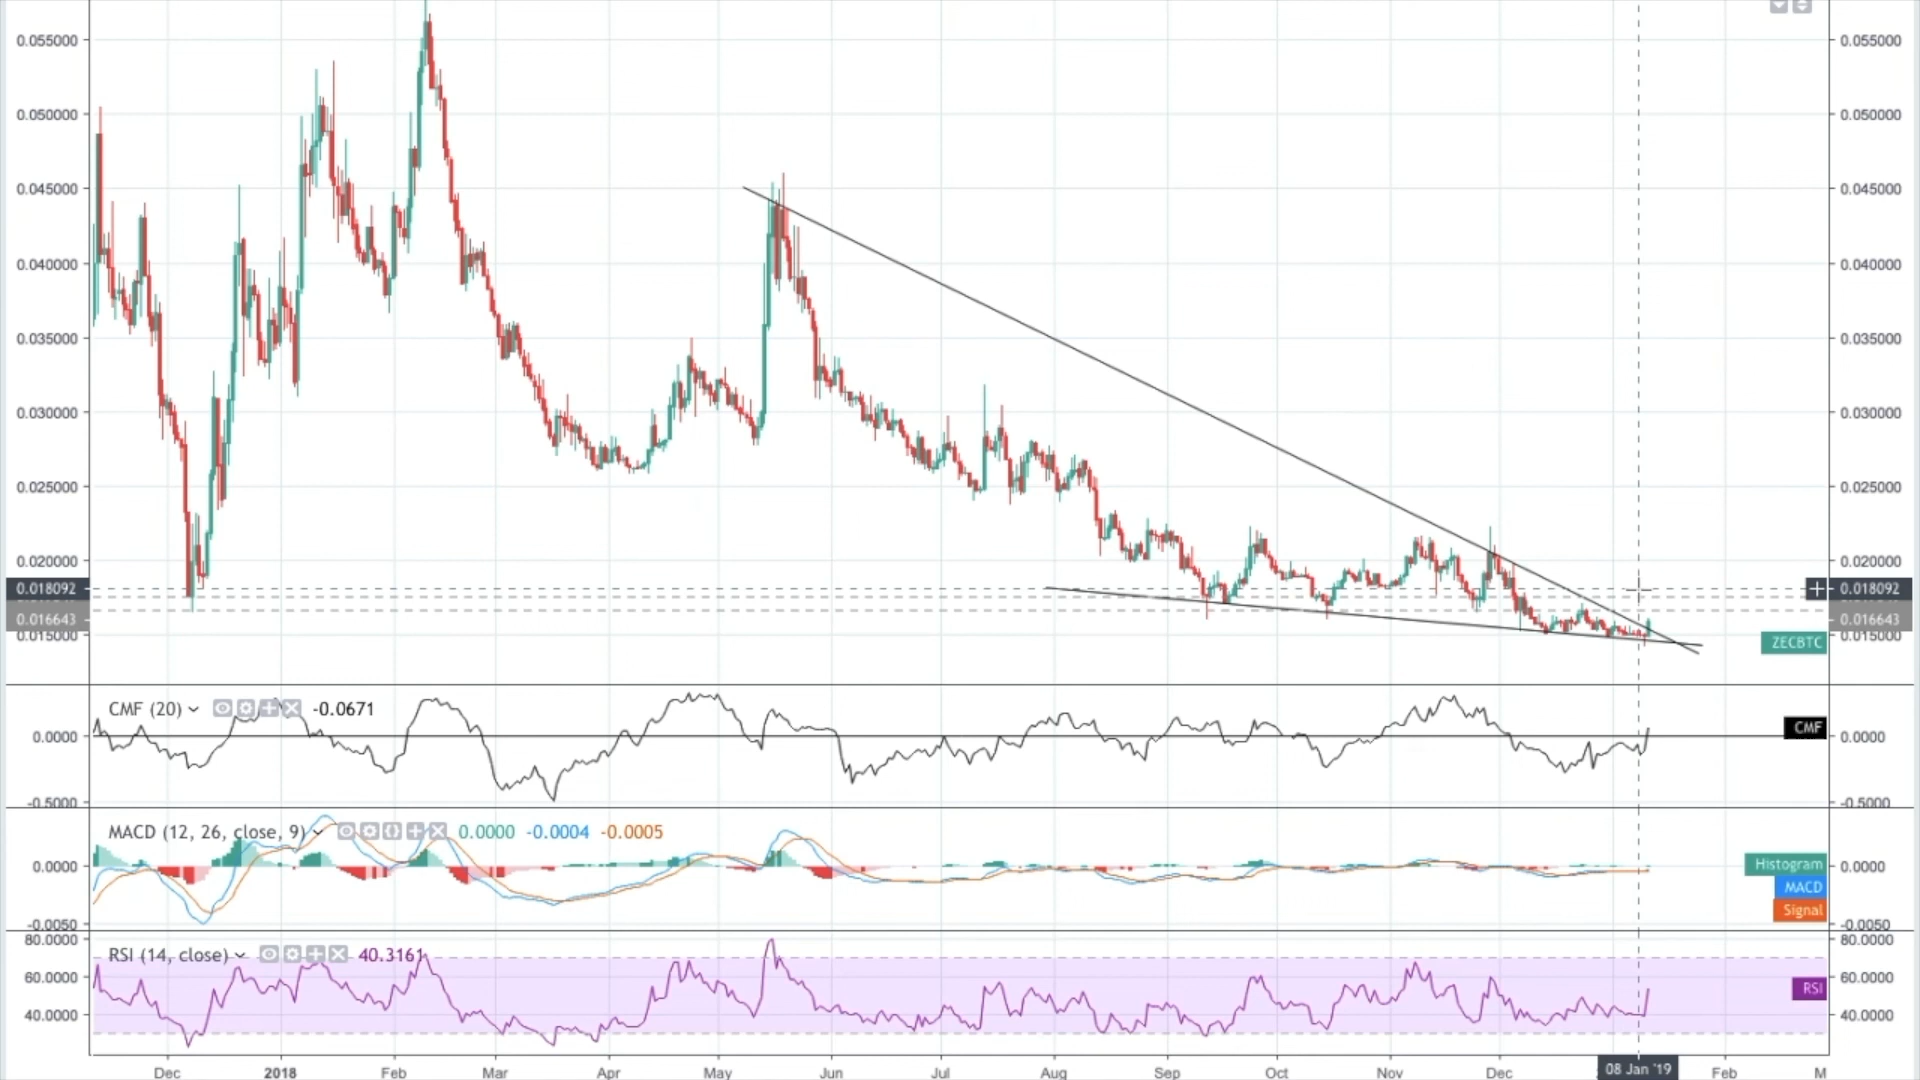 0.055000 0.055000
0.050000 0.050000
0.045000 0.045000
0.040000 0.040000
0.035000 0.035000
0.030000 0.030000
0.025000 0.025000
0.020000 0.020000
0.018092 0.018092
0.016643 0.016643
0.015000 0.015000
ZECBTC
CMF (20) -0.0671
CMF
0.0000 0.0000
-0.5000 -0.5000
MACD (12, 26, close, 9) 0.0000 -0.0004 -0.0005
0.0000 Histogram 0.0000
MACD
Signal
-0.0050 -0.0050
80.0000 80.0000
RSI (14, close) 40.3161
60.0000 60.0000
RSI
40.0000 40.0000
Dec 2018 Feb Mar Apr May Jun Jul Aug Sep Oct Nov Dec 08 Jan '19 Feb M